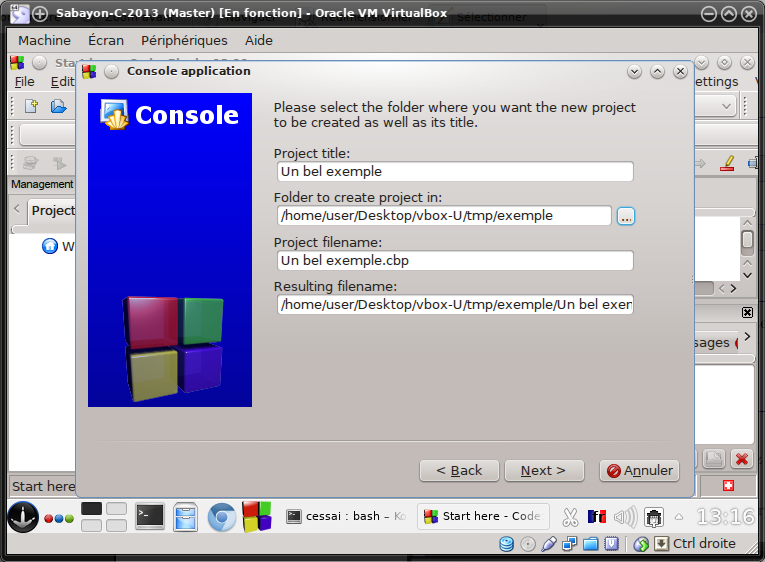 Sabayon-C-2013 (Master) [En fonction] - Oracle VM VirtualBox
Machine Écran Périphériques Aide
File Edit ettings
Console application
Console
Please select the folder where you want the new project
to be created as well as its title.
Project title:
Un bel exemple
Folder to create project in:
/home/user/Desktop/vbox-U/tmp/exemple
...
Project filename:
Un bel exemple.cbp
Resulting filename:
/home/user/Desktop/vbox-U/tmp/exemple/Un bel exer
Management
Project
W
sages
< Back Next > Annuler
Start here
cessai : bash – Ko
Start here - Code
fr
13:16
Ctrl droite